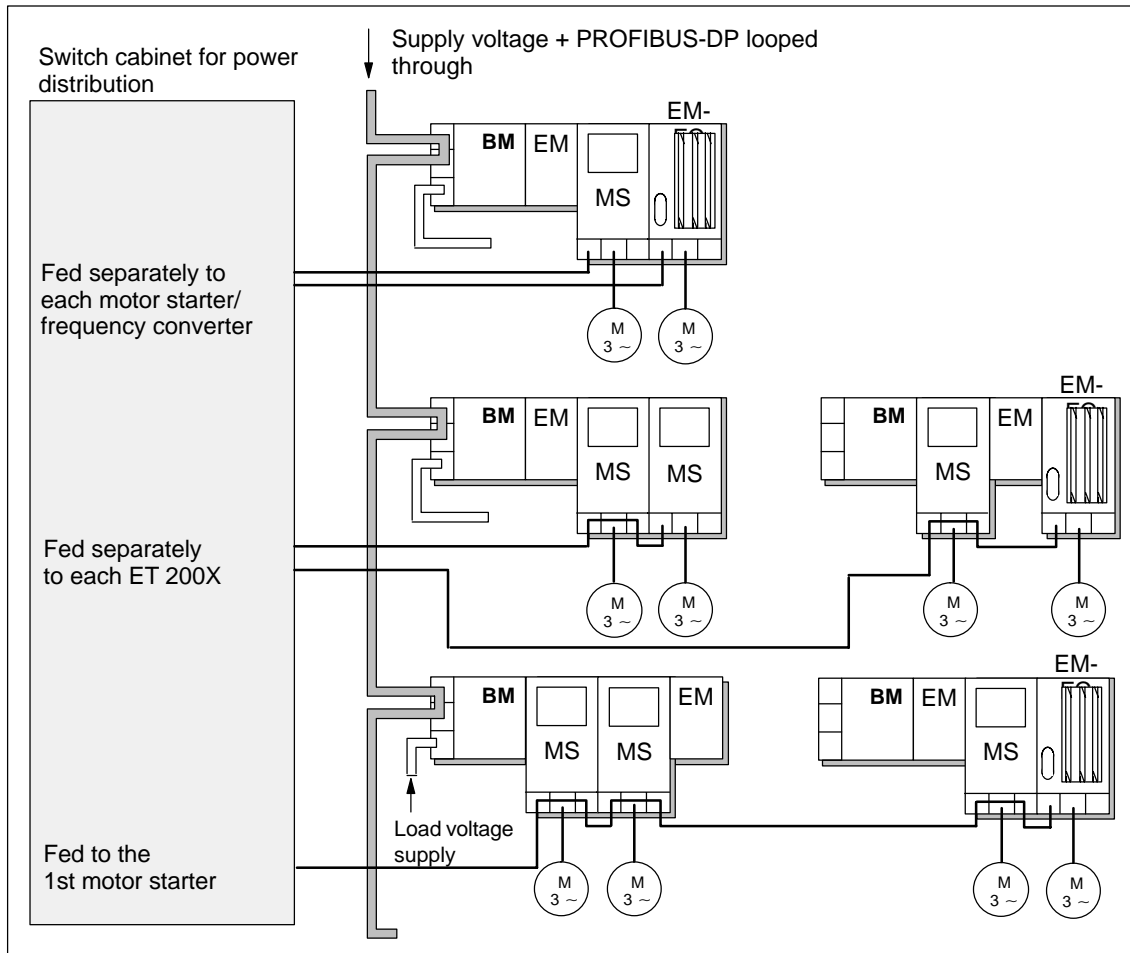 Switch cabinet for power
distribution
Supply voltage + PROFIBUS-DP looped
through
EM-
BM EM
MS
Fed separately to
each motor starter/
frequency converter
M
3 ~
M
3 ~
EM-
BM EM
MS MS
BM EM
MS
Fed separately
to each ET 200X
M
3 ~
M
3 ~
M
3 ~
M
3 ~
EM-
BM EM
MS MS
BM EM
MS
Load voltage
supply
Fed to the
1st motor starter
M
3 ~
M
3 ~
M
3 ~
M
3 ~